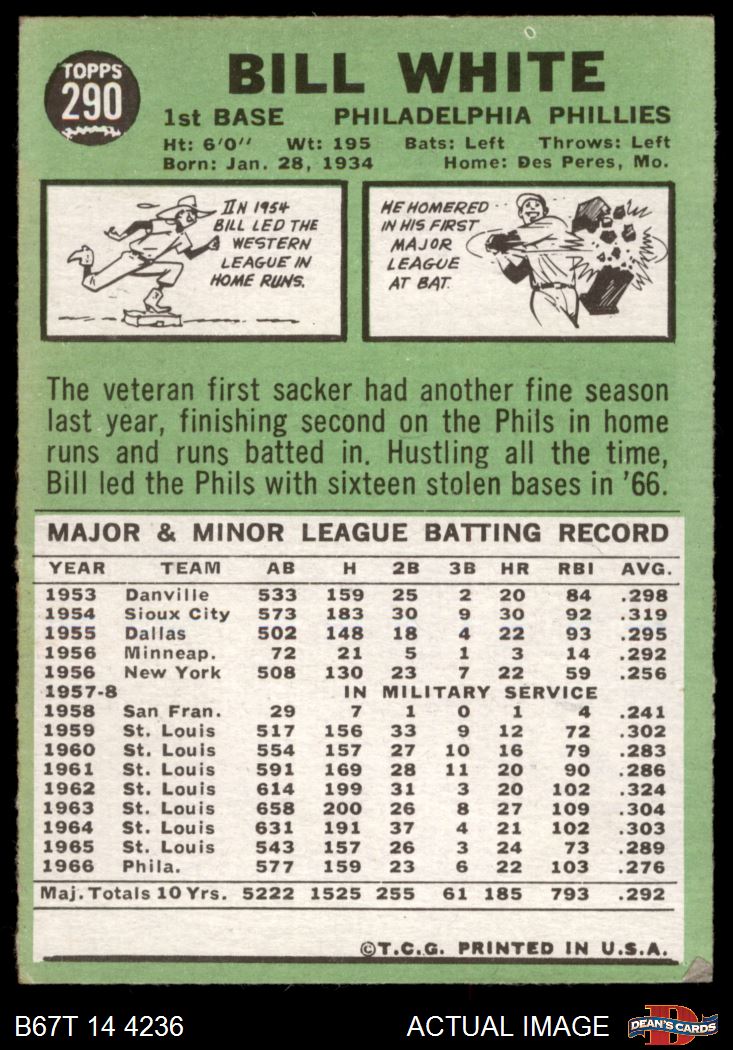 TOPPS
290
BILL WHITE
1st BASE PHILADELPHIA PHILLIES
Ht: 6'0" Wt: 195 Bats: Left Throws: Left
Born: Jan. 28, 1934 Home: Des Peres, Mo.
IN 1954
BILL LED THE
WESTERN
LEAGUE IN
HOME RUNS.
HE HOMERED
IN HIS FIRST
MAJOR
LEAGUE
AT BAT.
The veteran first sacker had another fine season
last year, finishing second on the Phils in home
runs and runs batted in. Hustling all the time,
Bill led the Phils with sixteen stolen bases in '66.
MAJOR & MINOR LEAGUE BATTING RECORD
YEAR TEAM AB H 2B 3B HR RBI AVG.
1953 Danville 533 159 25 2 20 84 .298
1954 Sioux City 573 183 30 9 30 92 .319
1955 Dallas 502 148 18 4 22 93 .295
1956 Minneap. 72 21 5 1 3 14 .292
1956 New York 508 130 23 7 22 59 .256
1957-8 IN MILITARY SERVICE
1958 San Fran. 29 7 1 0 1 4 .241
1959 St. Louis 517 156 33 9 12 72 .302
1960 St. Louis 554 157 27 10 16 79 .283
1961 St. Louis 591 169 28 11 20 90 .286
1962 St. Louis 614 199 31 3 20 102 .324
1963 St. Louis 658 200 26 8 27 109 .304
1964 St. Louis 631 191 37 4 21 102 .303
1965 St. Louis 543 157 26 3 24 73 .289
1966 Phila. 577 159 23 6 22 103 .276
Maj. Totals 10 Yrs. 5222 1525 255 61 185 793 .292
©T.C.G. PRINTED IN U.S.A.
B67T 14 4236 ACTUAL IMAGE D DEAN'S CARDS